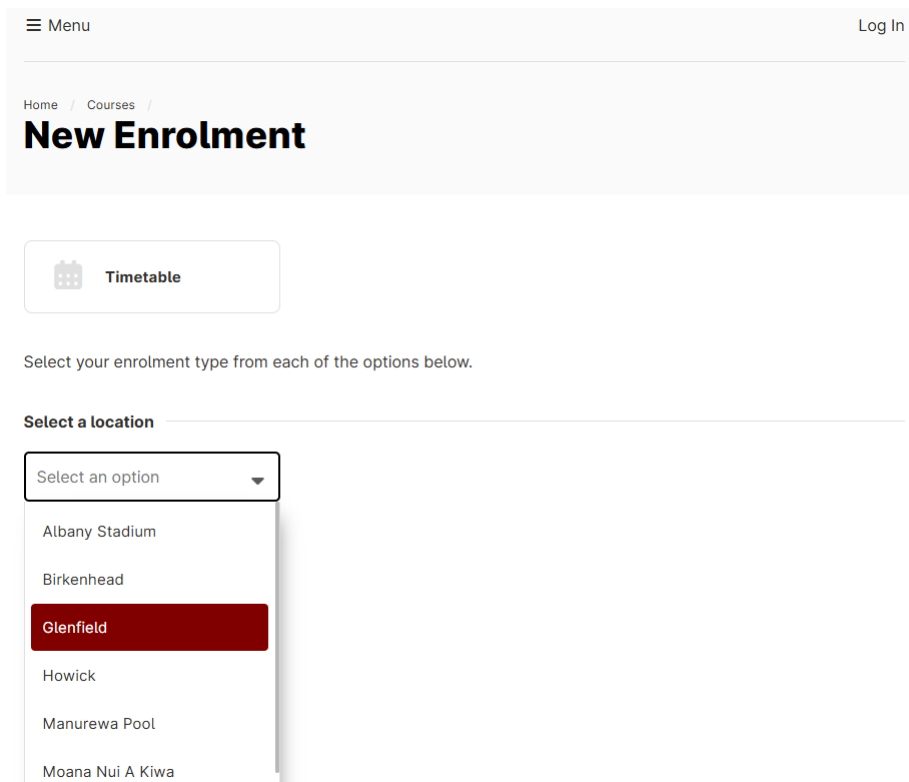 Menu Log In
Home / Courses /
New Enrolment
Timetable
Select your enrolment type from each of the options below.
Select a location
Select an option
Albany Stadium
Birkenhead
Glenfield
Howick
Manurewa Pool
Moana Nui A Kiwa